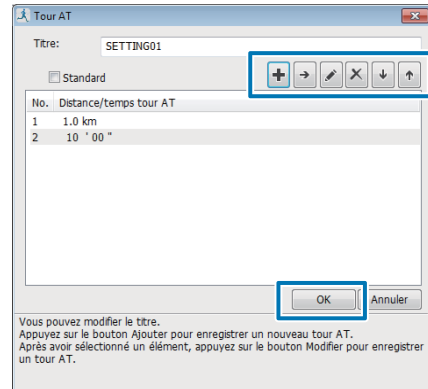 Tour AT
Titre: SETTING01
Standard
No. Distance/temps tour AT
1 1.0 km
2 10 ' 00 "
OK Annuler
Vous pouvez modifier le titre.
Appuyez sur le bouton Ajouter pour enregistrer un nouveau tour AT.
Après avoir sélectionné un élément, appuyez sur le bouton Modifier pour enregistrer
un tour AT.